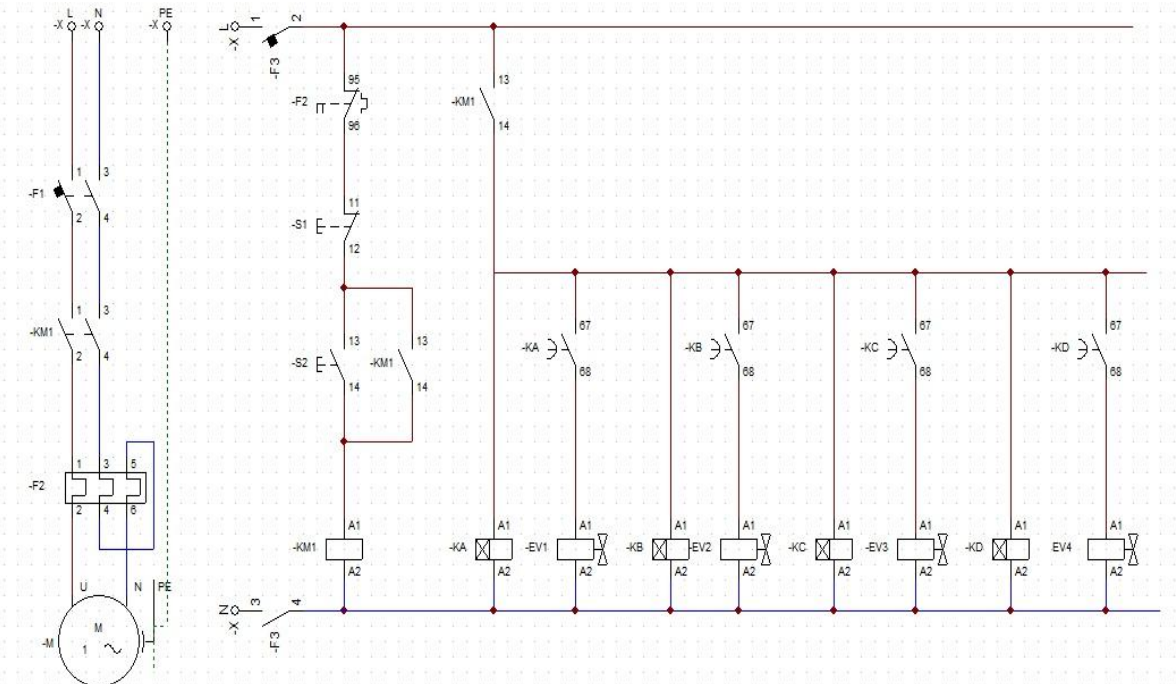 L N PE
-X -X -X
1 3
-F1
2 4
1 3
-KM1
2 4
1 3 5
-F2
2 4 6
U N PE
M
-M
1
L 1 2
-X
-F3
95
-F2
96
13
-KM1
14
11
-S1
12
13 13
-S2 -KM1
14 14
67 67 67 67
-KA -KB -KC -KD
68 68 68 68
A1 A1 A1 A1 A1 A1 A1 A1 A1
-KM1 -KA -EV1 -KB -EV2 -KC -EV3 -KD EV4
A2 A2 A2 A2 A2 A2 A2 A2 A2
N 3 4
-X
-F3